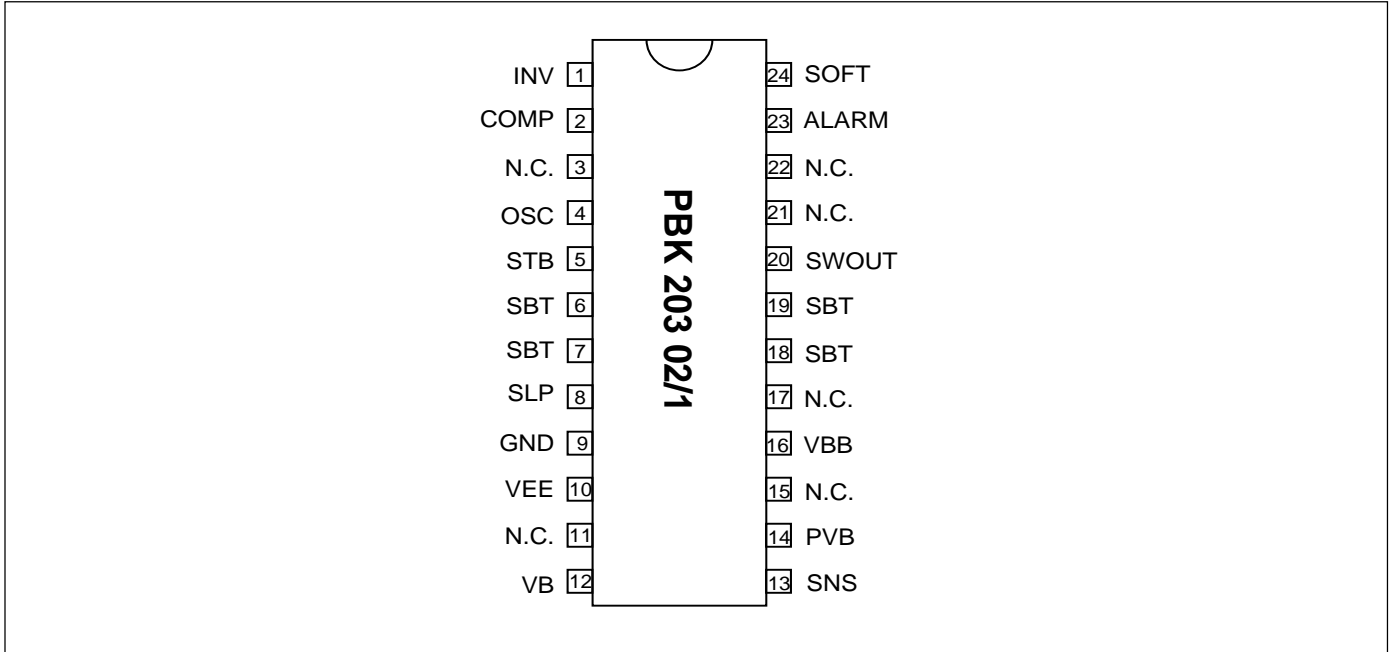 INV 1
COMP 2
N.C. 3
OSC 4
STB 5
SBT 6
SBT 7
SLP 8
GND 9
VEE 10
N.C. 11
VB 12
PBK 203 02/1
24 SOFT
23 ALARM
22 N.C.
21 N.C.
20 SWOUT
19 SBT
18 SBT
17 N.C.
16 VBB
15 N.C.
14 PVB
13 SNS